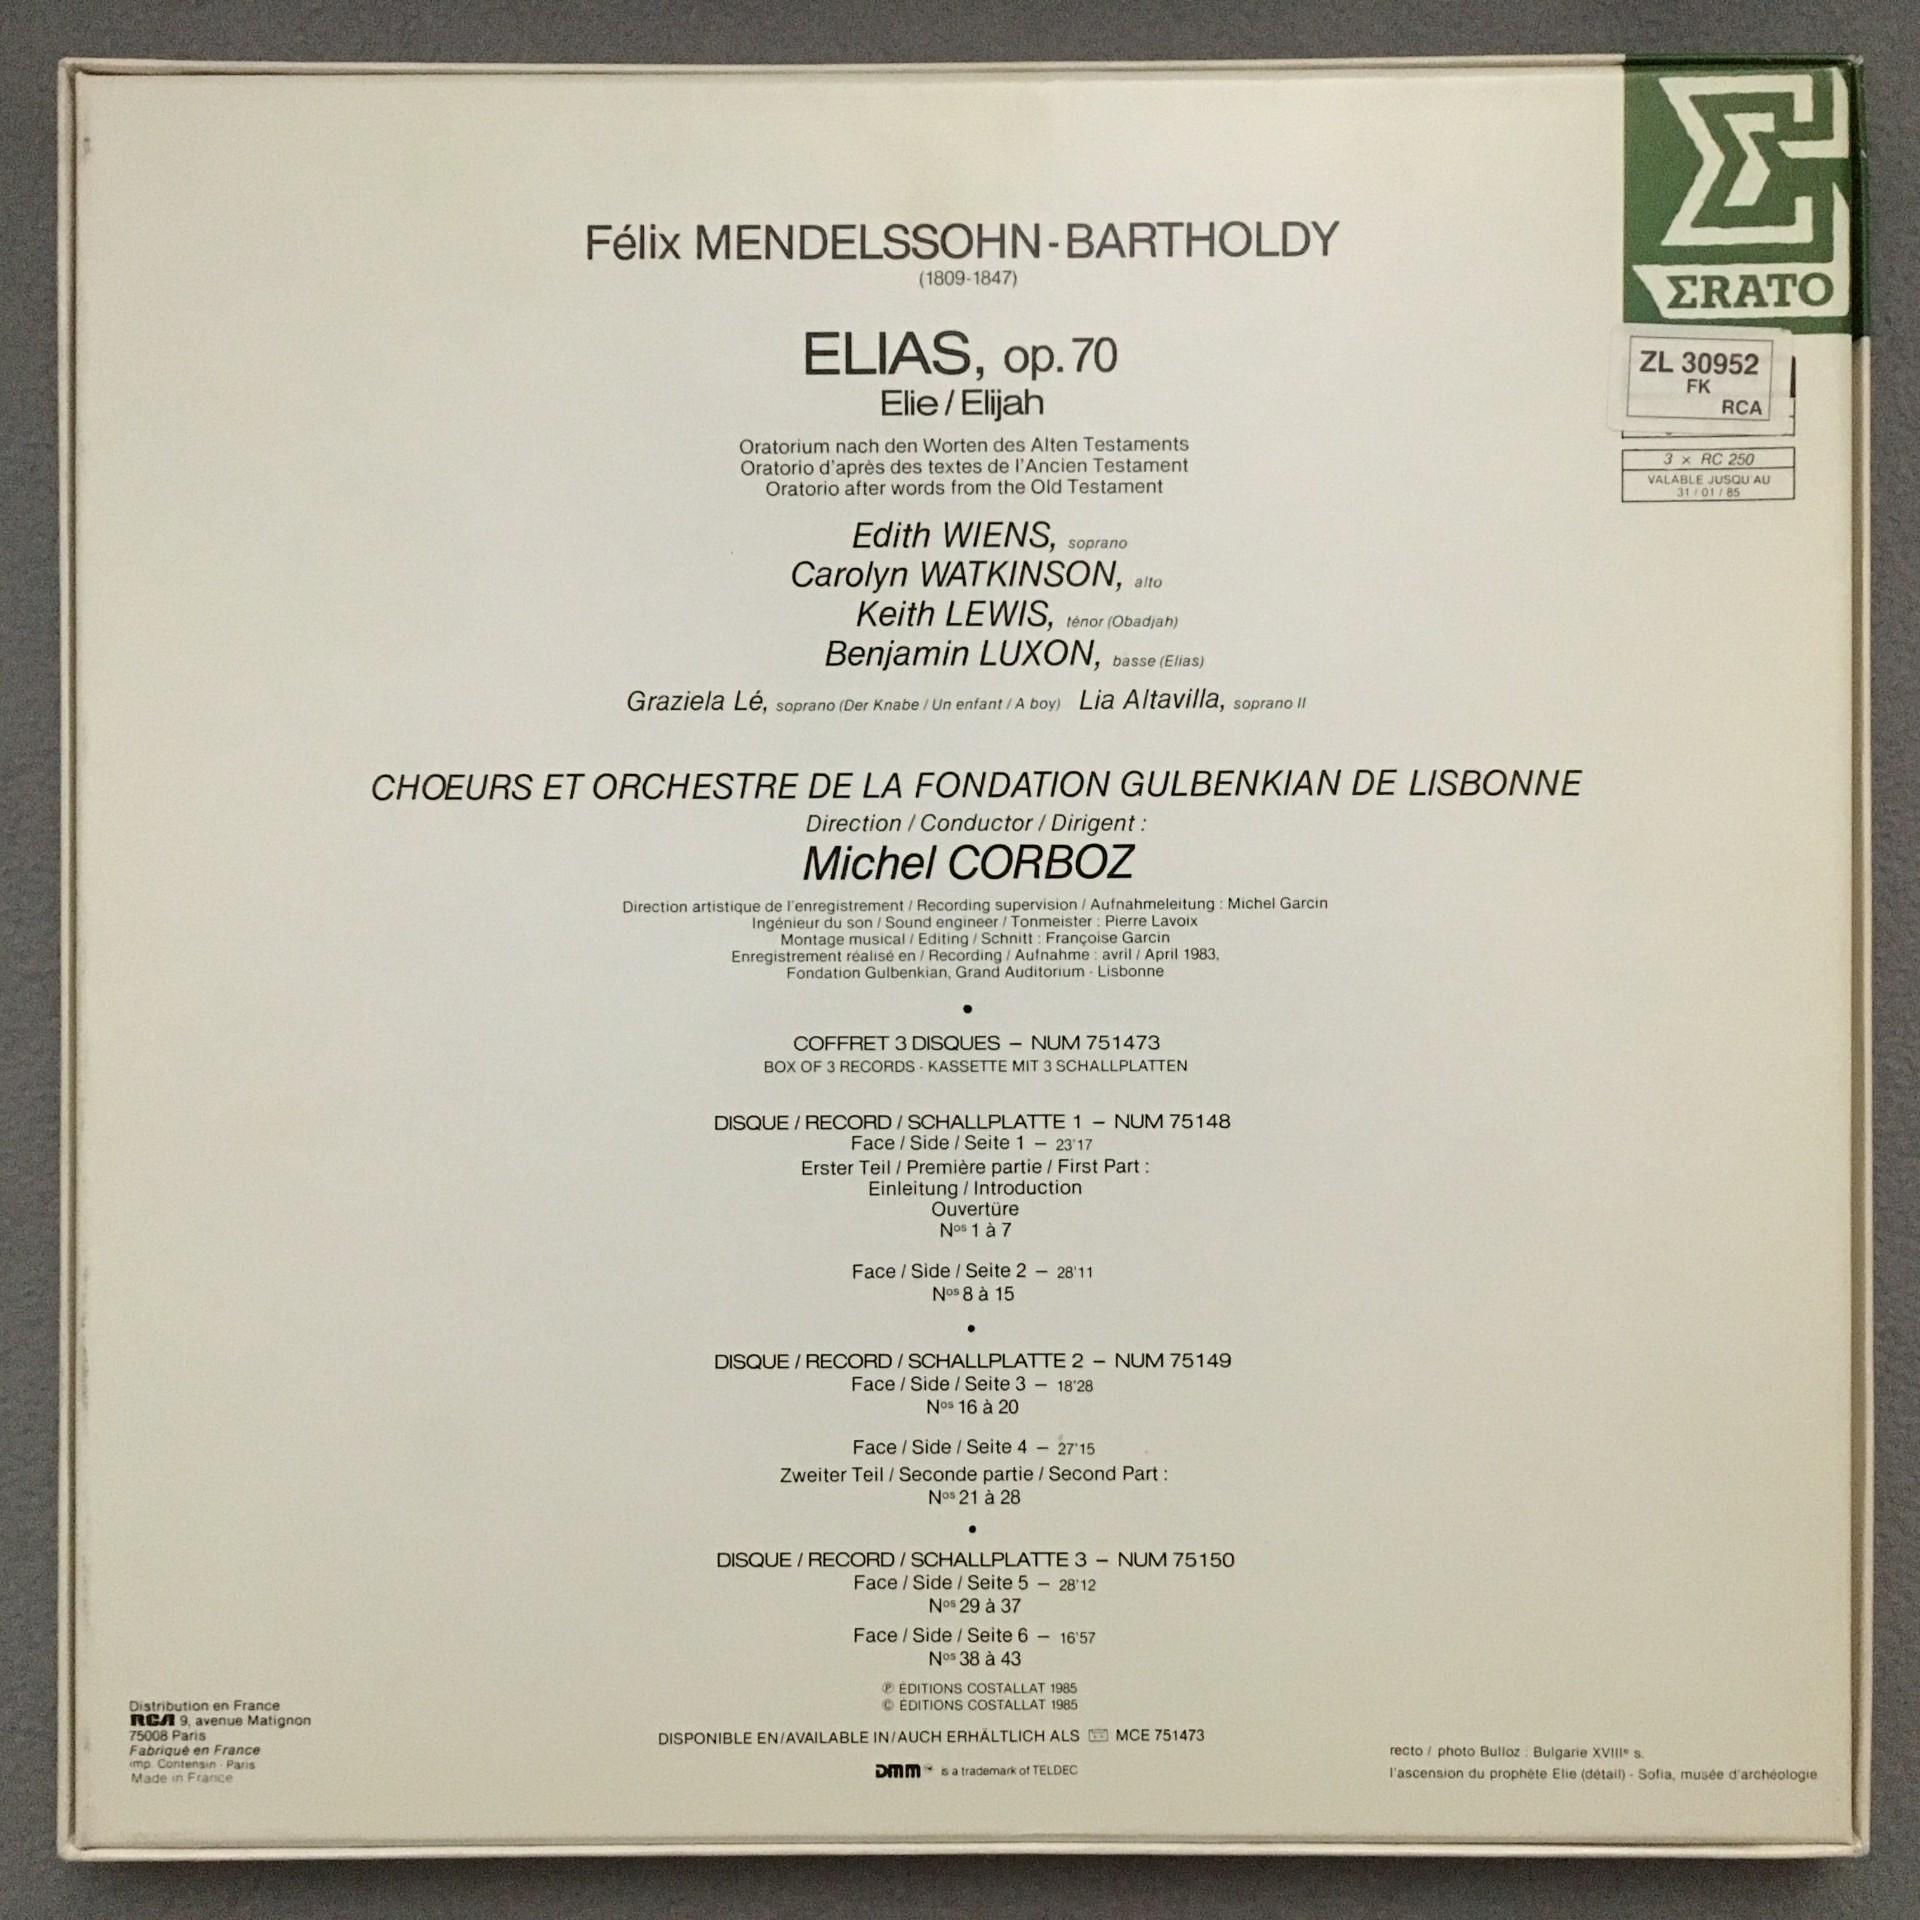 ΣRATO
ZL 30952
FK
RCA
3 × RC 250
VALABLE JUSQU'AU
31 / 01 / 85
Félix MENDELSSOHN-BARTHOLDY
(1809-1847)
ELIAS, op. 70
Elie / Elijah
Oratorium nach den Worten des Alten Testaments
Oratorio d'après des textes de l'Ancien Testament
Oratorio after words from the Old Testament
Edith WIENS, soprano
Carolyn WATKINSON, alto
Keith LEWIS, ténor (Obadjah)
Benjamin LUXON, basse (Elias)
Graziela Lé, soprano (Der Knabe / Un enfant / A boy) Lia Altavilla, soprano II
CHOEURS ET ORCHESTRE DE LA FONDATION GULBENKIAN DE LISBONNE
Direction / Conductor / Dirigent :
Michel CORBOZ
Direction artistique de l'enregistrement / Recording supervision / Aufnahmeleitung : Michel Garcin
Ingénieur du son / Sound engineer / Tonmeister : Pierre Lavoix
Montage musical / Editing / Schnitt : Françoise Garcin
Enregistrement réalisé en / Recording / Aufnahme : avril / April 1983,
Fondation Gulbenkian, Grand Auditorium - Lisbonne
•
COFFRET 3 DISQUES – NUM 751473
BOX OF 3 RECORDS - KASSETTE MIT 3 SCHALLPLATTEN
DISQUE / RECORD / SCHALLPLATTE 1 – NUM 75148
Face / Side / Seite 1 – 23'17
Erster Teil / Première partie / First Part :
Einleitung / Introduction
Ouvertüre
Nos 1 à 7
Face / Side / Seite 2 – 28'11
Nos 8 à 15
•
DISQUE / RECORD / SCHALLPLATTE 2 – NUM 75149
Face / Side / Seite 3 – 18'28
Nos 16 à 20
Face / Side / Seite 4 – 27'15
Zweiter Teil / Seconde partie / Second Part :
Nos 21 à 28
•
DISQUE / RECORD / SCHALLPLATTE 3 – NUM 75150
Face / Side / Seite 5 – 28'12
Nos 29 à 37
Face / Side / Seite 6 – 16'57
Nos 38 à 43
℗ EDITIONS COSTALLAT 1985
© EDITIONS COSTALLAT 1985
DISPONIBLE EN/AVAILABLE IN/AUCH ERHÄLTLICH ALS MCE 751473
DMM is a trademark of TELDEC
Distribution en France
RCA 9, avenue Matignon
75008 Paris
Fabriqué en France
imp. Contensin - Paris
Made in France
recto / photo Bulloz : Bulgarie XVIIIe s.
l'ascension du prophète Elie (détail) - Sofia, musée d'archéologie